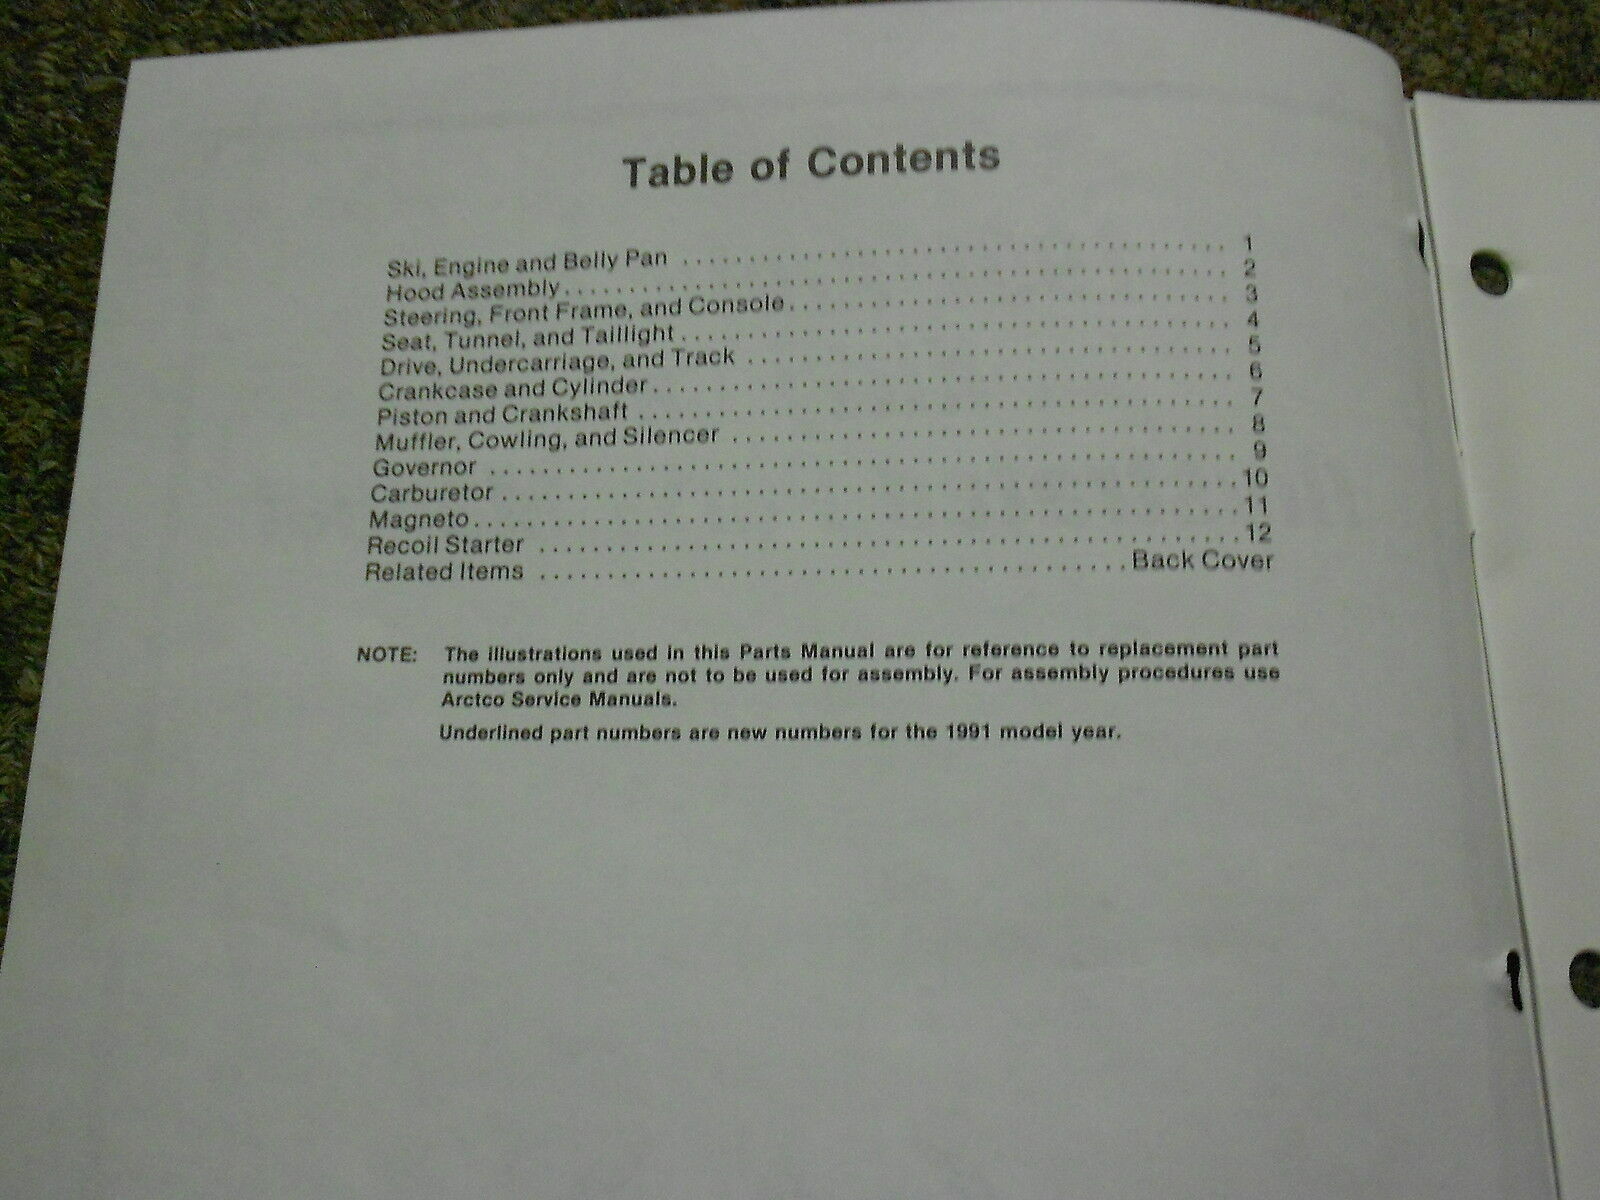 Table of Contents
Ski, Engine and Belly Pan ........................................ 1
Hood Assembly .................................................. 2
Steering, Front Frame, and Console ................................. 3
Seat, Tunnel, and Taillight ......................................... 4
Drive, Undercarriage, and Track .................................... 5
Crankcase and Cylinder ........................................... 6
Piston and Crankshaft ............................................ 7
Muffler, Cowling, and Silencer ..................................... 8
Governor ....................................................... 9
Carburetor ...................................................... 10
Magneto ........................................................ 11
Recoil Starter ................................................... 12
Related Items ............................................ Back Cover
NOTE: The illustrations used in this Parts Manual are for reference to replacement part
numbers only and are not to be used for assembly. For assembly procedures use
Arctco Service Manuals.
Underlined part numbers are new numbers for the 1991 model year.